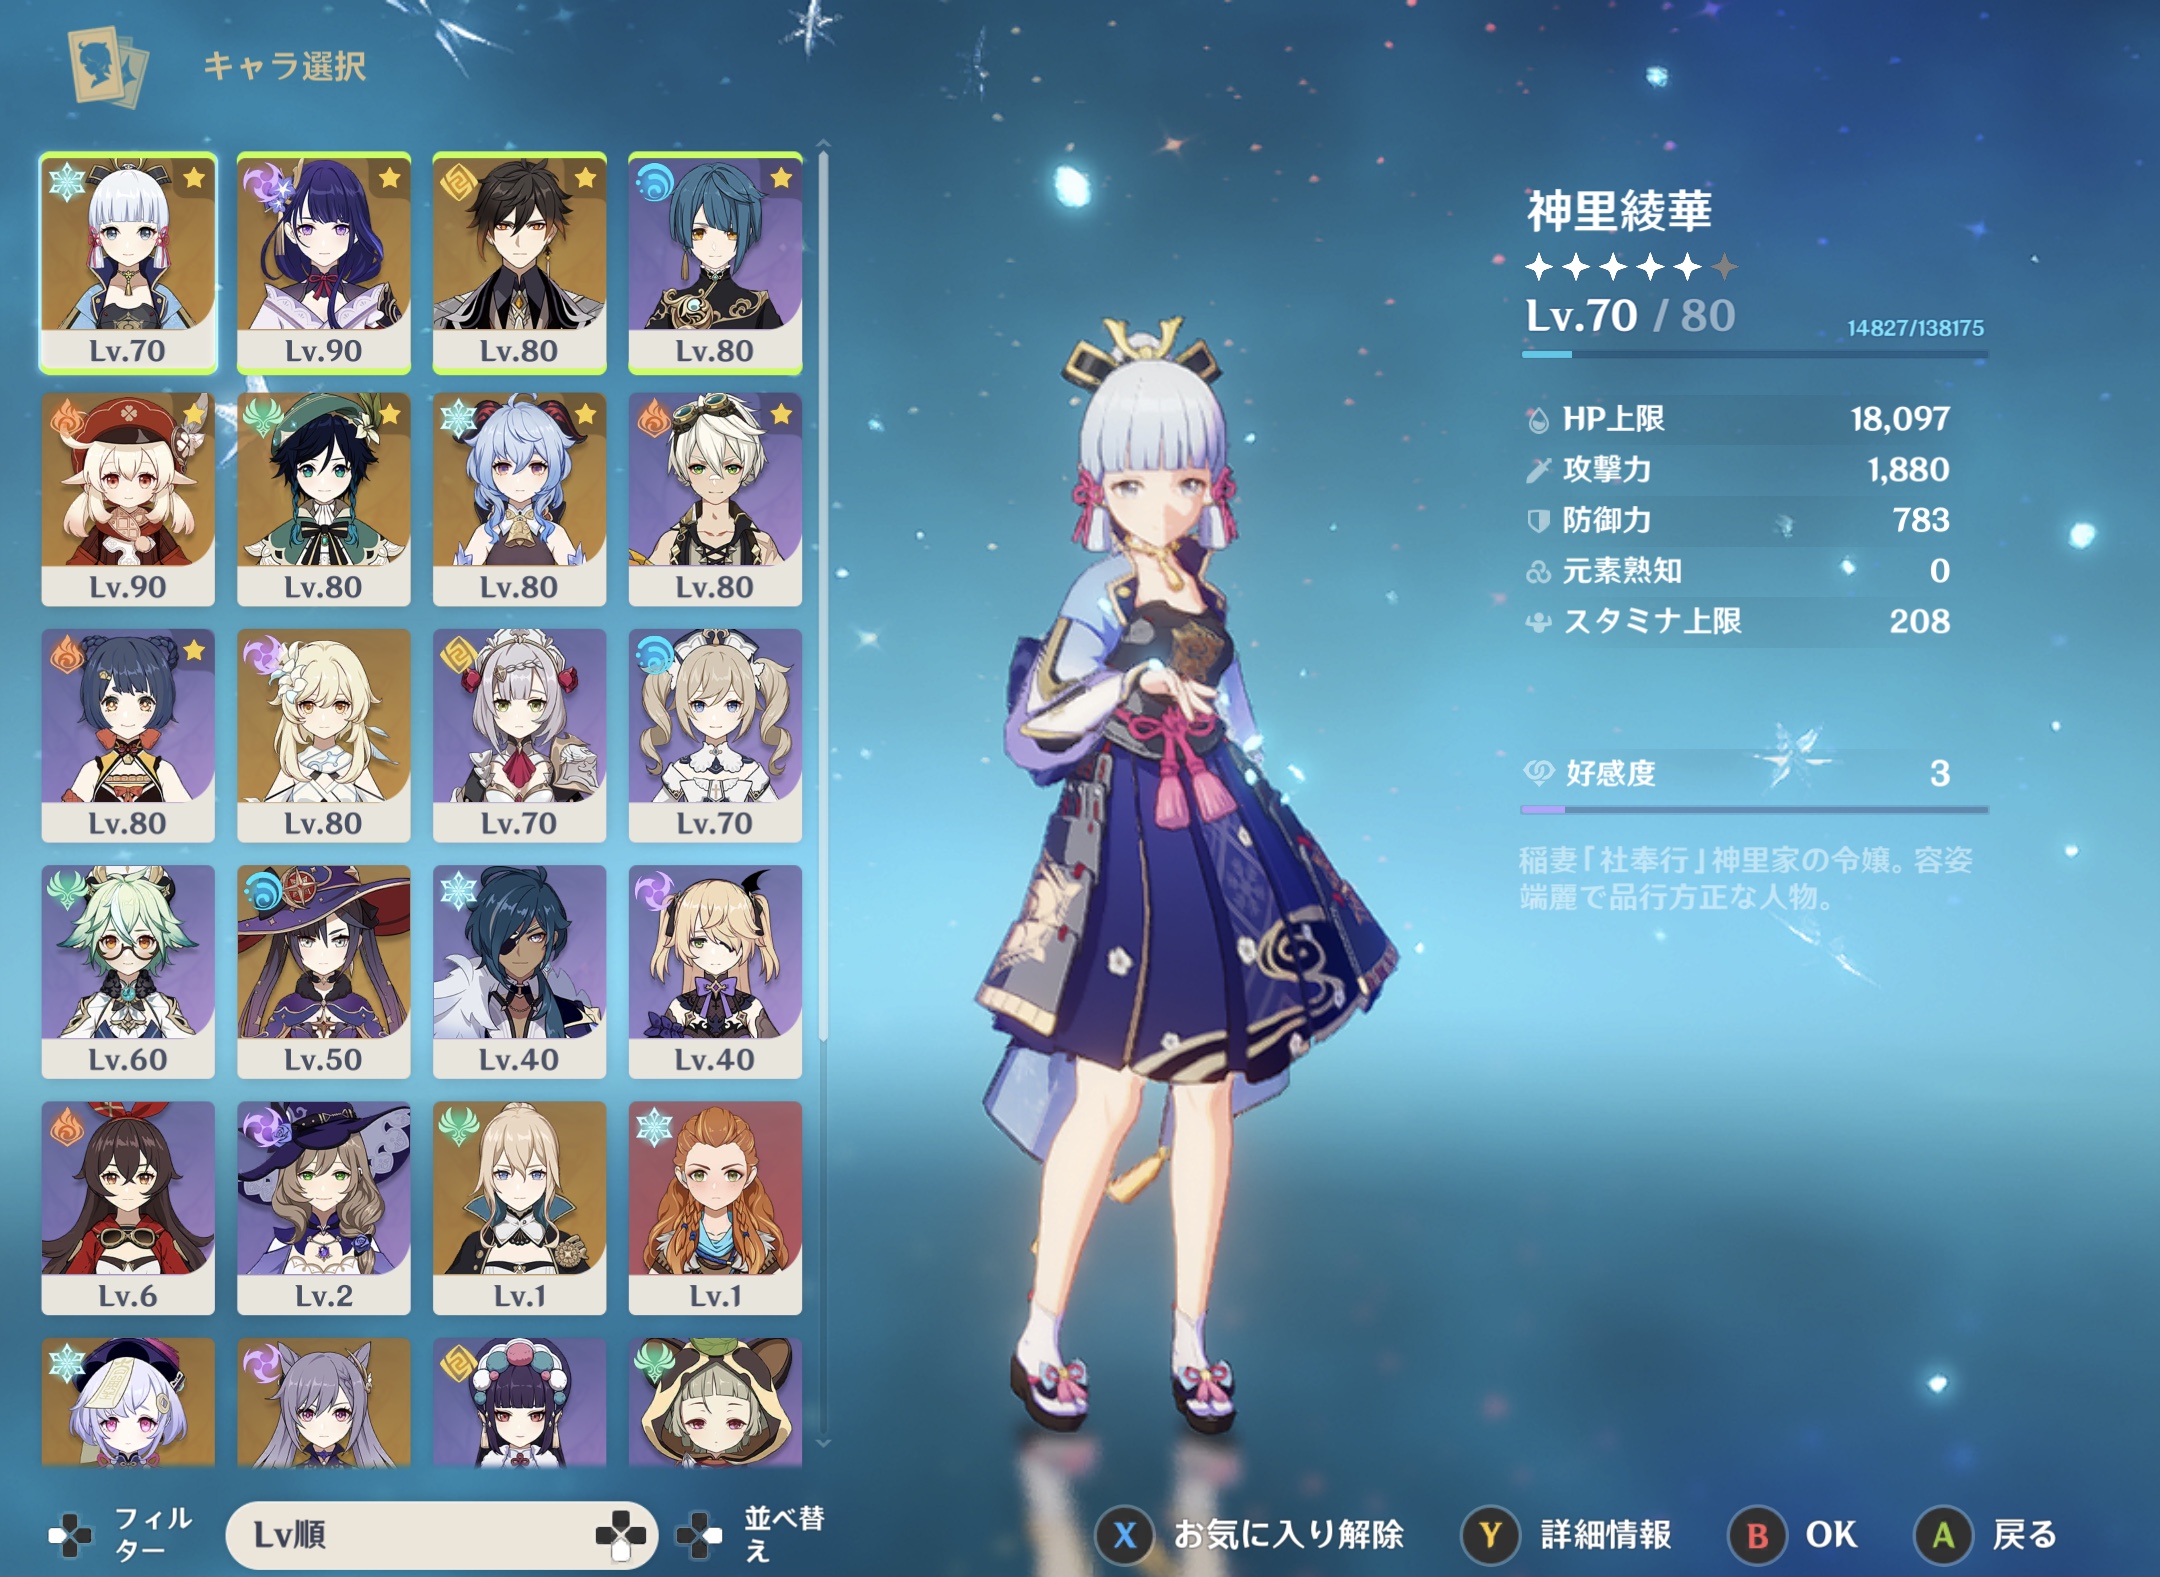 キャラ選択
Lv.70
Lv.90
Lv.80
Lv.80
Lv.90
Lv.80
Lv.80
Lv.80
Lv.80
Lv.80
Lv.70
Lv.70
Lv.60
Lv.50
Lv.40
Lv.40
Lv.6
Lv.2
Lv.1
Lv.1
神里綾華
Lv.70 / 80
14827/138175
HP上限 18,097
攻撃力 1,880
防御力 783
元素熟知 0
スタミナ上限 208
好感度 3
稲妻「社奉行」神里家の令嬢。容姿
端麗で品行方正な人物。
フィル
ター
Lv順
並べ替
え
X お気に入り解除
Y 詳細情報
B OK
A 戻る